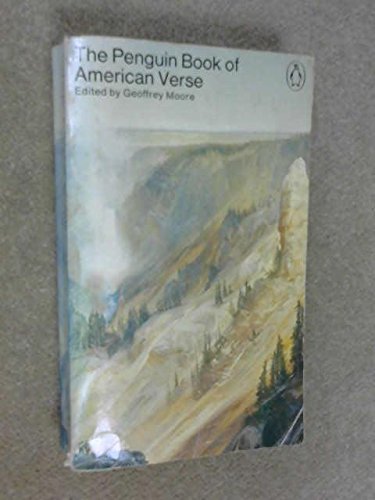 The Penguin Book of
American Verse
Edited by Geoffrey Moore